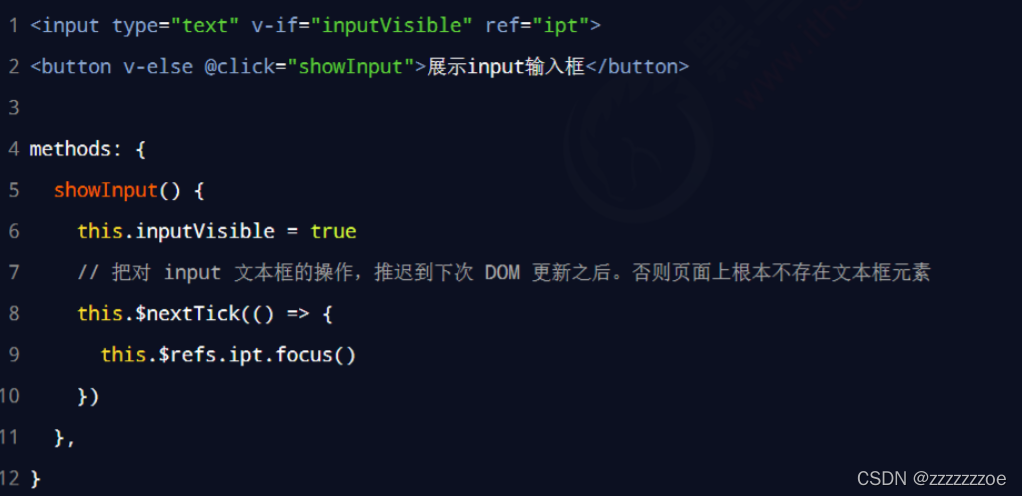 1 <input type="text" v-if="inputVisible" ref="ipt">
2 <button v-else @click="showInput">展示input输入框</button>
3
4 methods: {
5   showInput() {
6     this.inputVisible = true
7     // 把对 input 文本框的操作，推迟到下次 DOM 更新之后。否则页面上根本不存在文本框元素
8     this.$nextTick(() => {
9       this.$refs.ipt.focus()
10     })
11   },
12 }
CSDN @zzzzzzzoe